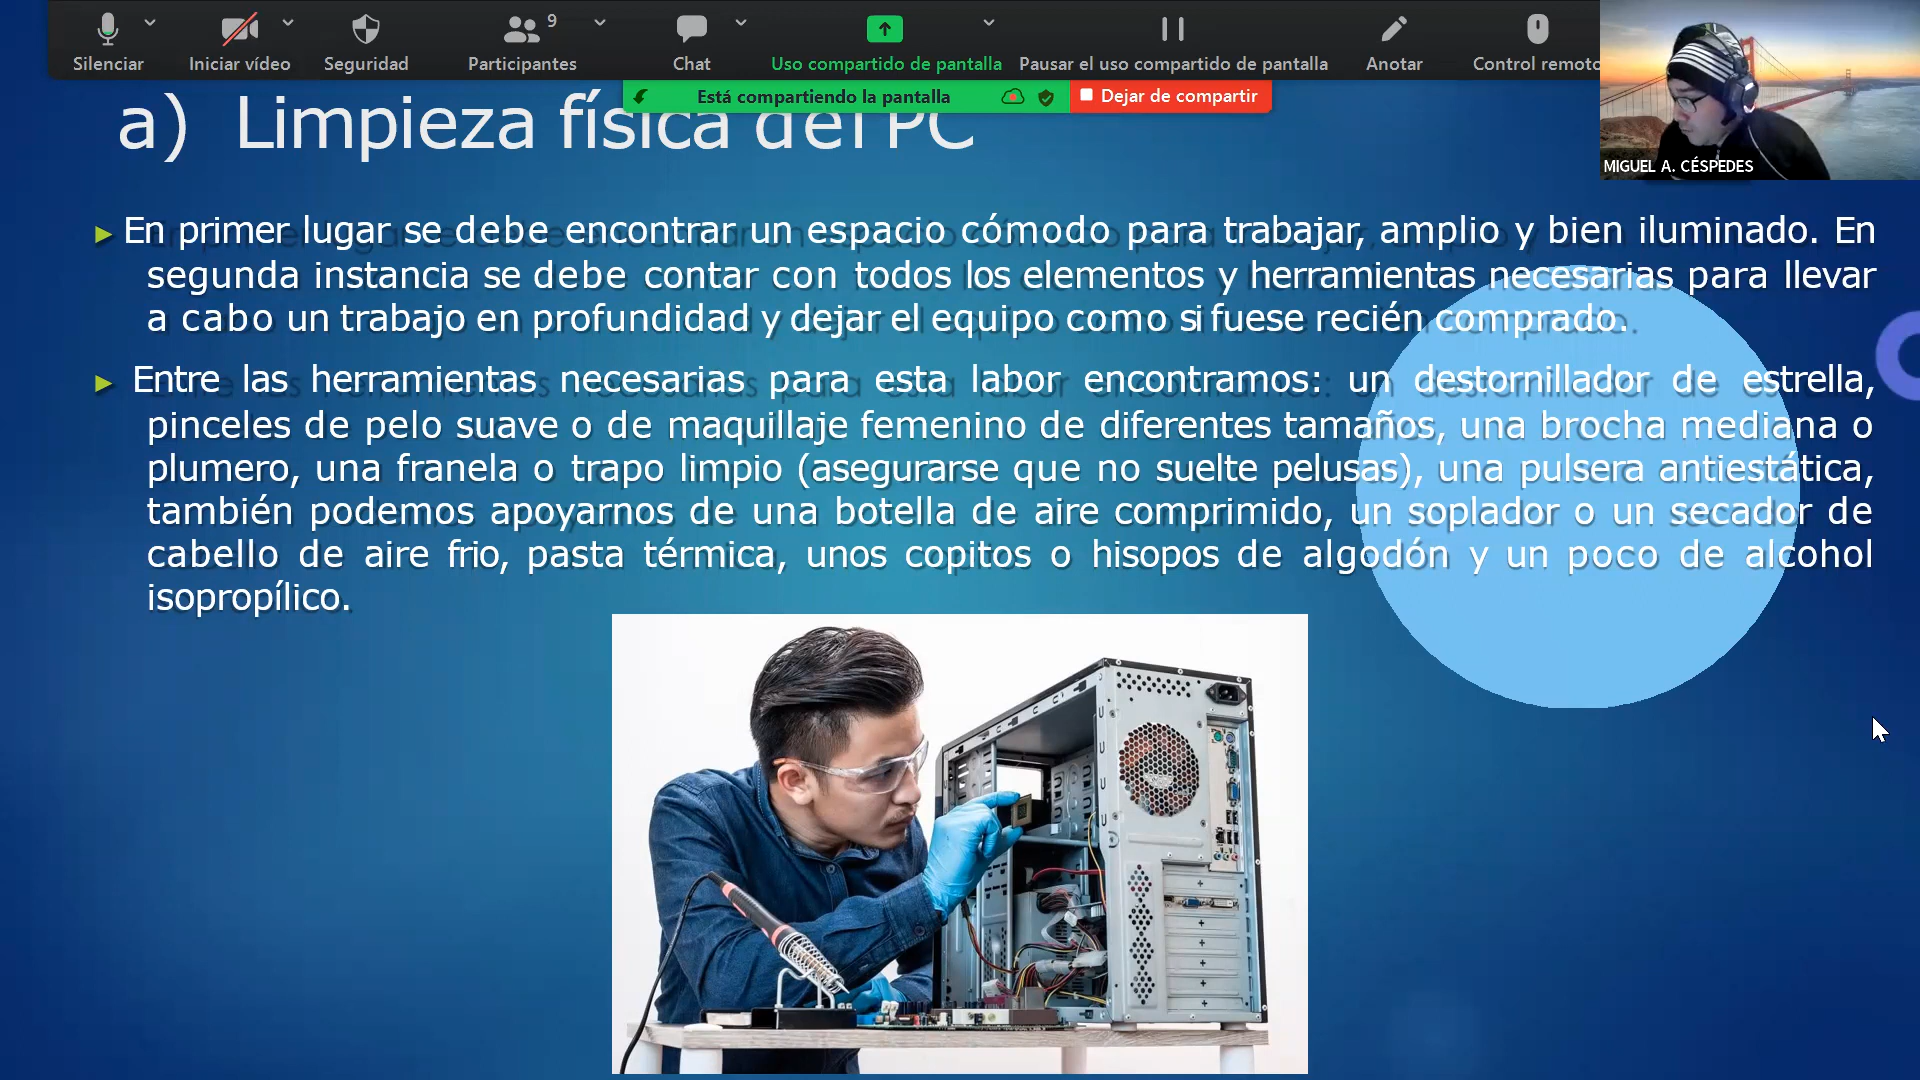 Silenciar
Iniciar vídeo
Seguridad
9
Participantes
Chat
Uso compartido de pantalla
Pausar el uso compartido de pantalla
Anotar
Control remoto
Está compartiendo la pantalla
Dejar de compartir
MIGUEL A. CÉSPEDES
a) Limpieza física del PC
En primer lugar se debe encontrar un espacio cómodo para trabajar, amplio y bien iluminado. En
segunda instancia se debe contar con todos los elementos y herramientas necesarias para llevar
a cabo un trabajo en profundidad y dejar el equipo como si fuese recién comprado.
Entre las herramientas necesarias para esta labor encontramos: un destornillador de estrella,
pinceles de pelo suave o de maquillaje femenino de diferentes tamaños, una brocha mediana o
plumero, una franela o trapo limpio (asegurarse que no suelte pelusas), una pulsera antiestática,
también podemos apoyarnos de una botella de aire comprimido, un soplador o un secador de
cabello de aire frio, pasta térmica, unos copitos o hisopos de algodón y un poco de alcohol
isopropílico.